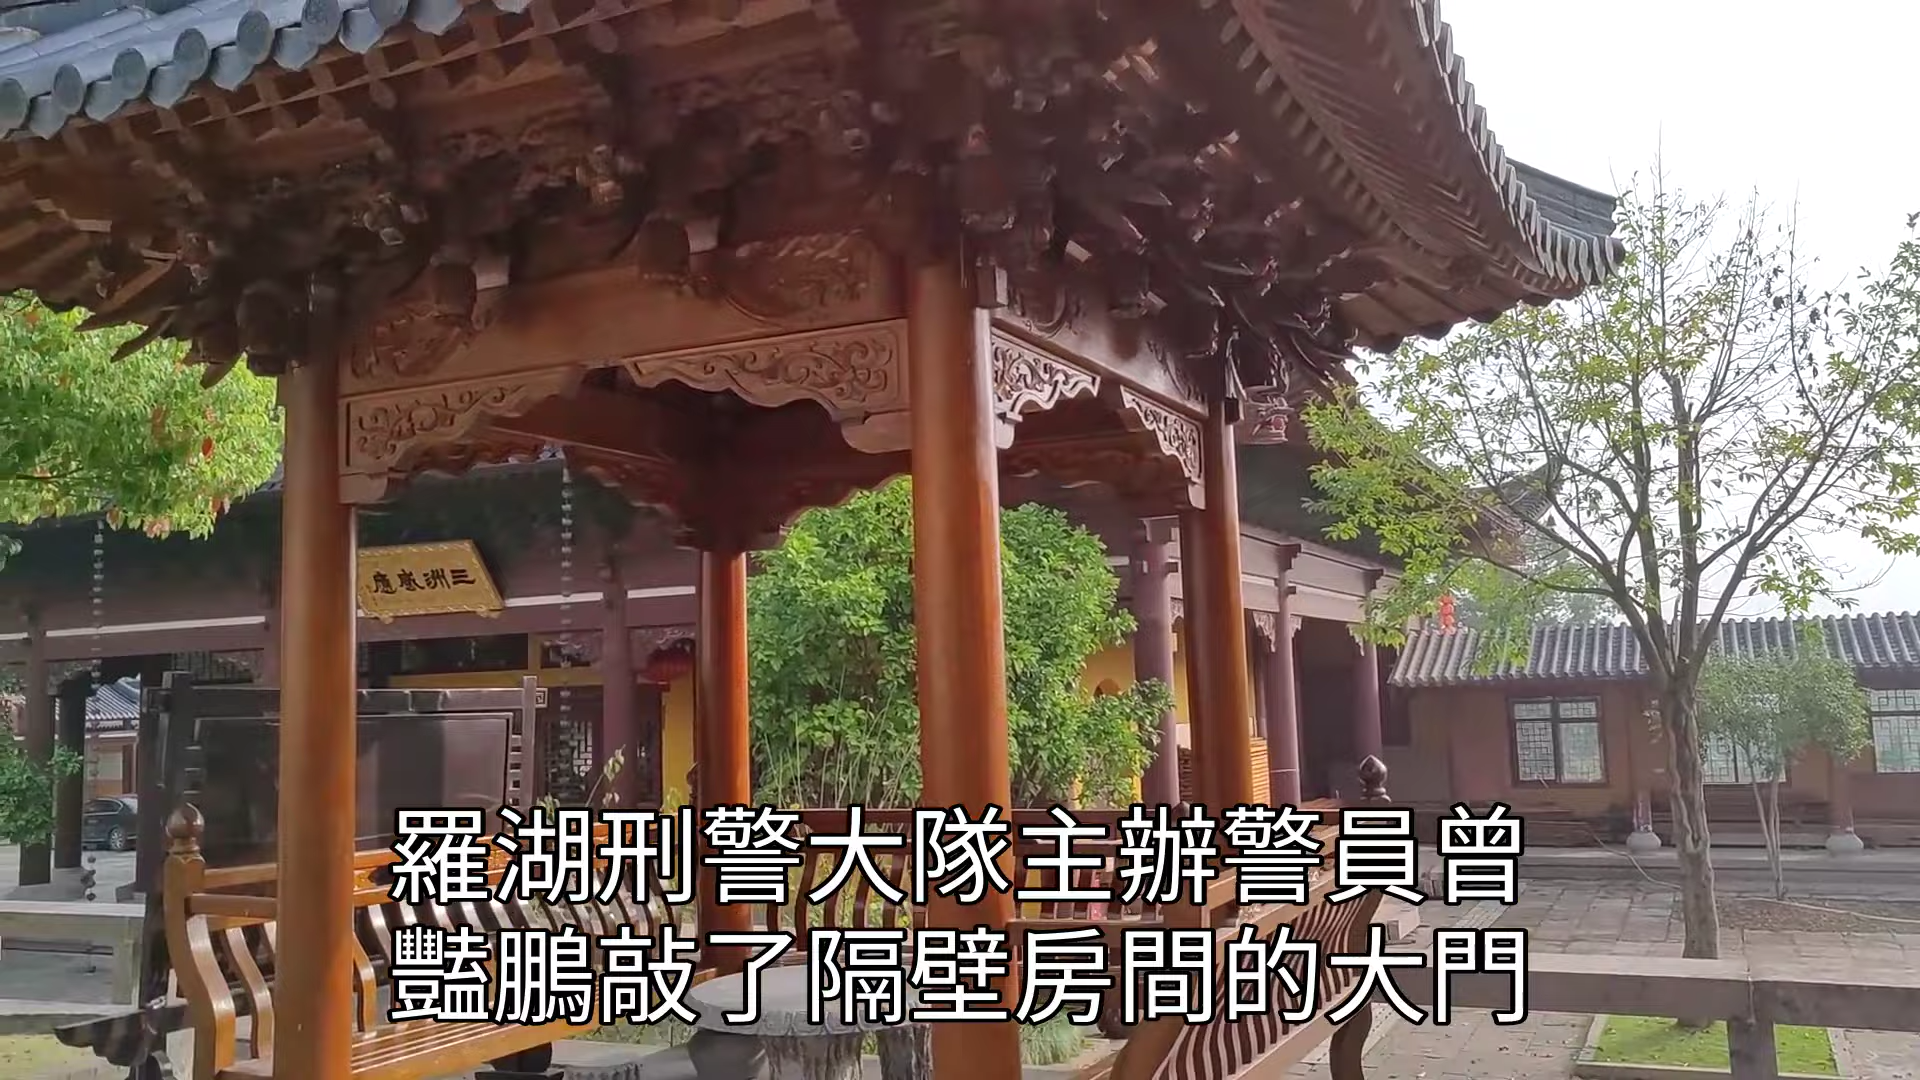 三洲感應
羅湖刑警大隊主辦警員曾
豔鵬敲了隔壁房間的大門